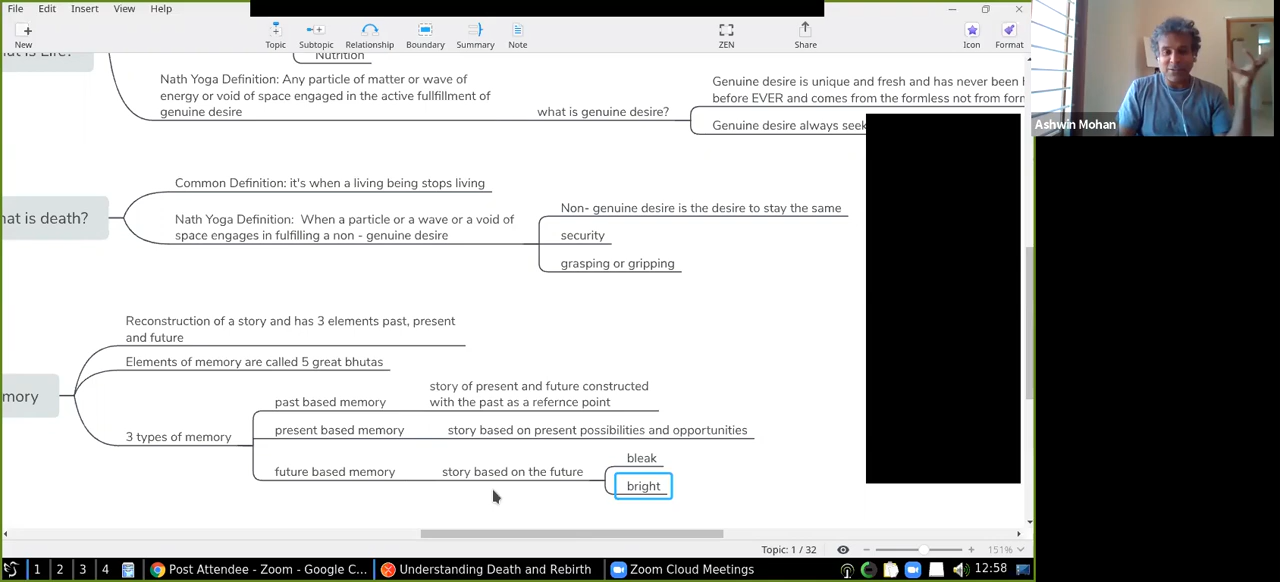 File Edit Insert View Help
New
Topic Subtopic Relationship Boundary Summary Note ZEN Share Icon Format
Nutrition
Nath Yoga Definition: Any particle of matter or wave of
energy or void of space engaged in the active fullfillment of
genuine desire
what is genuine desire?
Genuine desire is unique and fresh and has never been
before EVER and comes from the formless not from
Genuine desire always
Ashwin Mohan
is death?
Common Definition: it's when a living being stops living
Nath Yoga Definition: When a particle or a wave or a void of
space engages in fulfilling a non - genuine desire
Non- genuine desire is the desire to stay the same
security
grasping or gripping
mory
Reconstruction of a story and has 3 elements past, present
and future
Elements of memory are called 5 great bhutas
3 types of memory
past based memory
story of present and future constructed
with the past as a refernce point
present based memory
story based on present possibilities and opportunities
future based memory
story based on the future
bleak
bright
Topic: 1 / 32
151%
1 2 3 4 Post Attendee - Zoom - Google C... Understanding Death and Rebirth Zoom Cloud Meetings 12:58